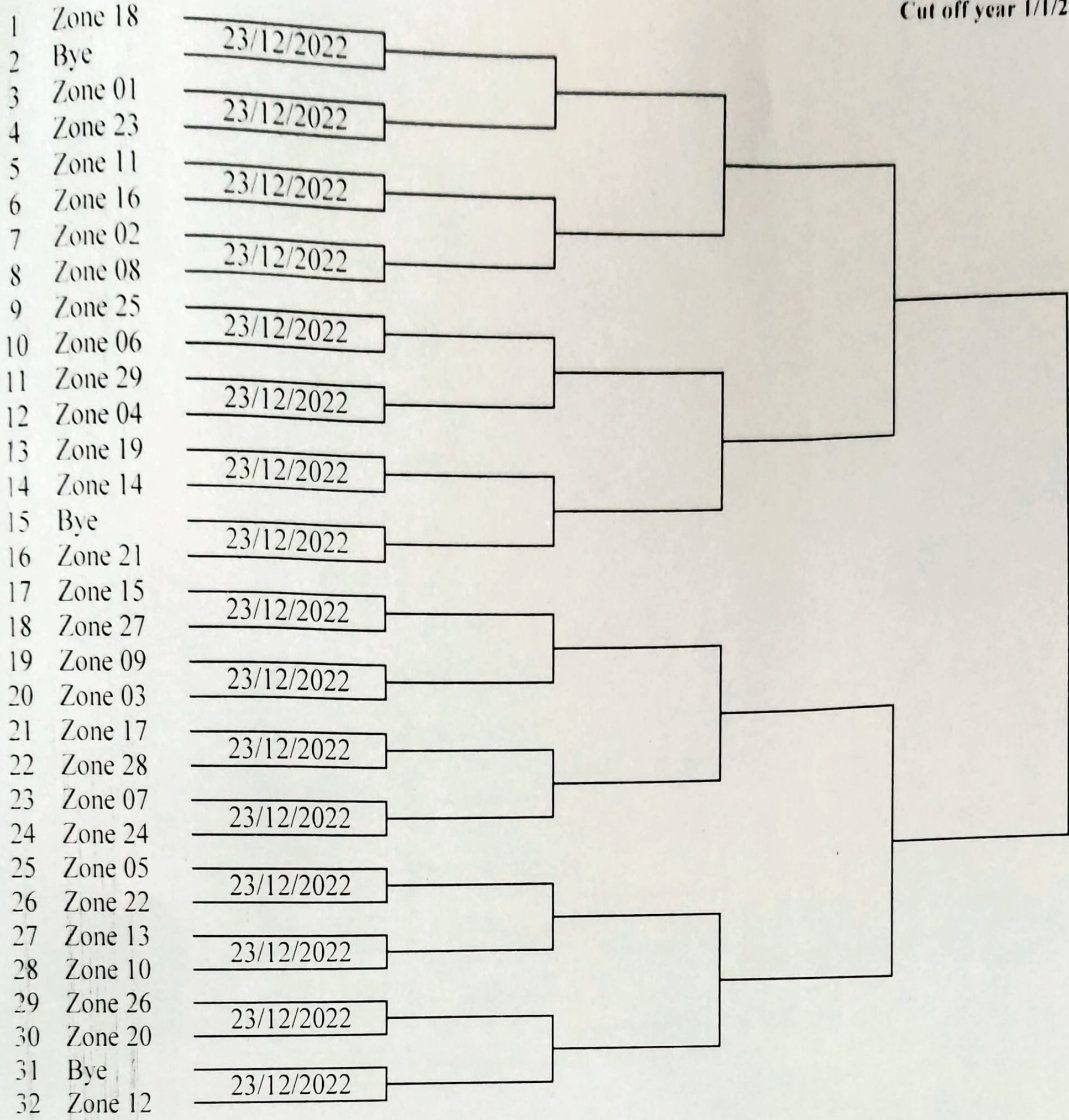 Cut off year 1/1/2
1 Zone 18
23/12/2022
2 Bye
3 Zone 01
23/12/2022
4 Zone 23
5 Zone 11
23/12/2022
6 Zone 16
7 Zone 02
23/12/2022
8 Zone 08
9 Zone 25
23/12/2022
10 Zone 06
11 Zone 29
23/12/2022
12 Zone 04
13 Zone 19
23/12/2022
14 Zone 14
15 Bye
23/12/2022
16 Zone 21
17 Zone 15
23/12/2022
18 Zone 27
19 Zone 09
23/12/2022
20 Zone 03
21 Zone 17
23/12/2022
22 Zone 28
23 Zone 07
23/12/2022
24 Zone 24
25 Zone 05
23/12/2022
26 Zone 22
27 Zone 13
23/12/2022
28 Zone 10
29 Zone 26
23/12/2022
30 Zone 20
31 Bye
23/12/2022
32 Zone 12